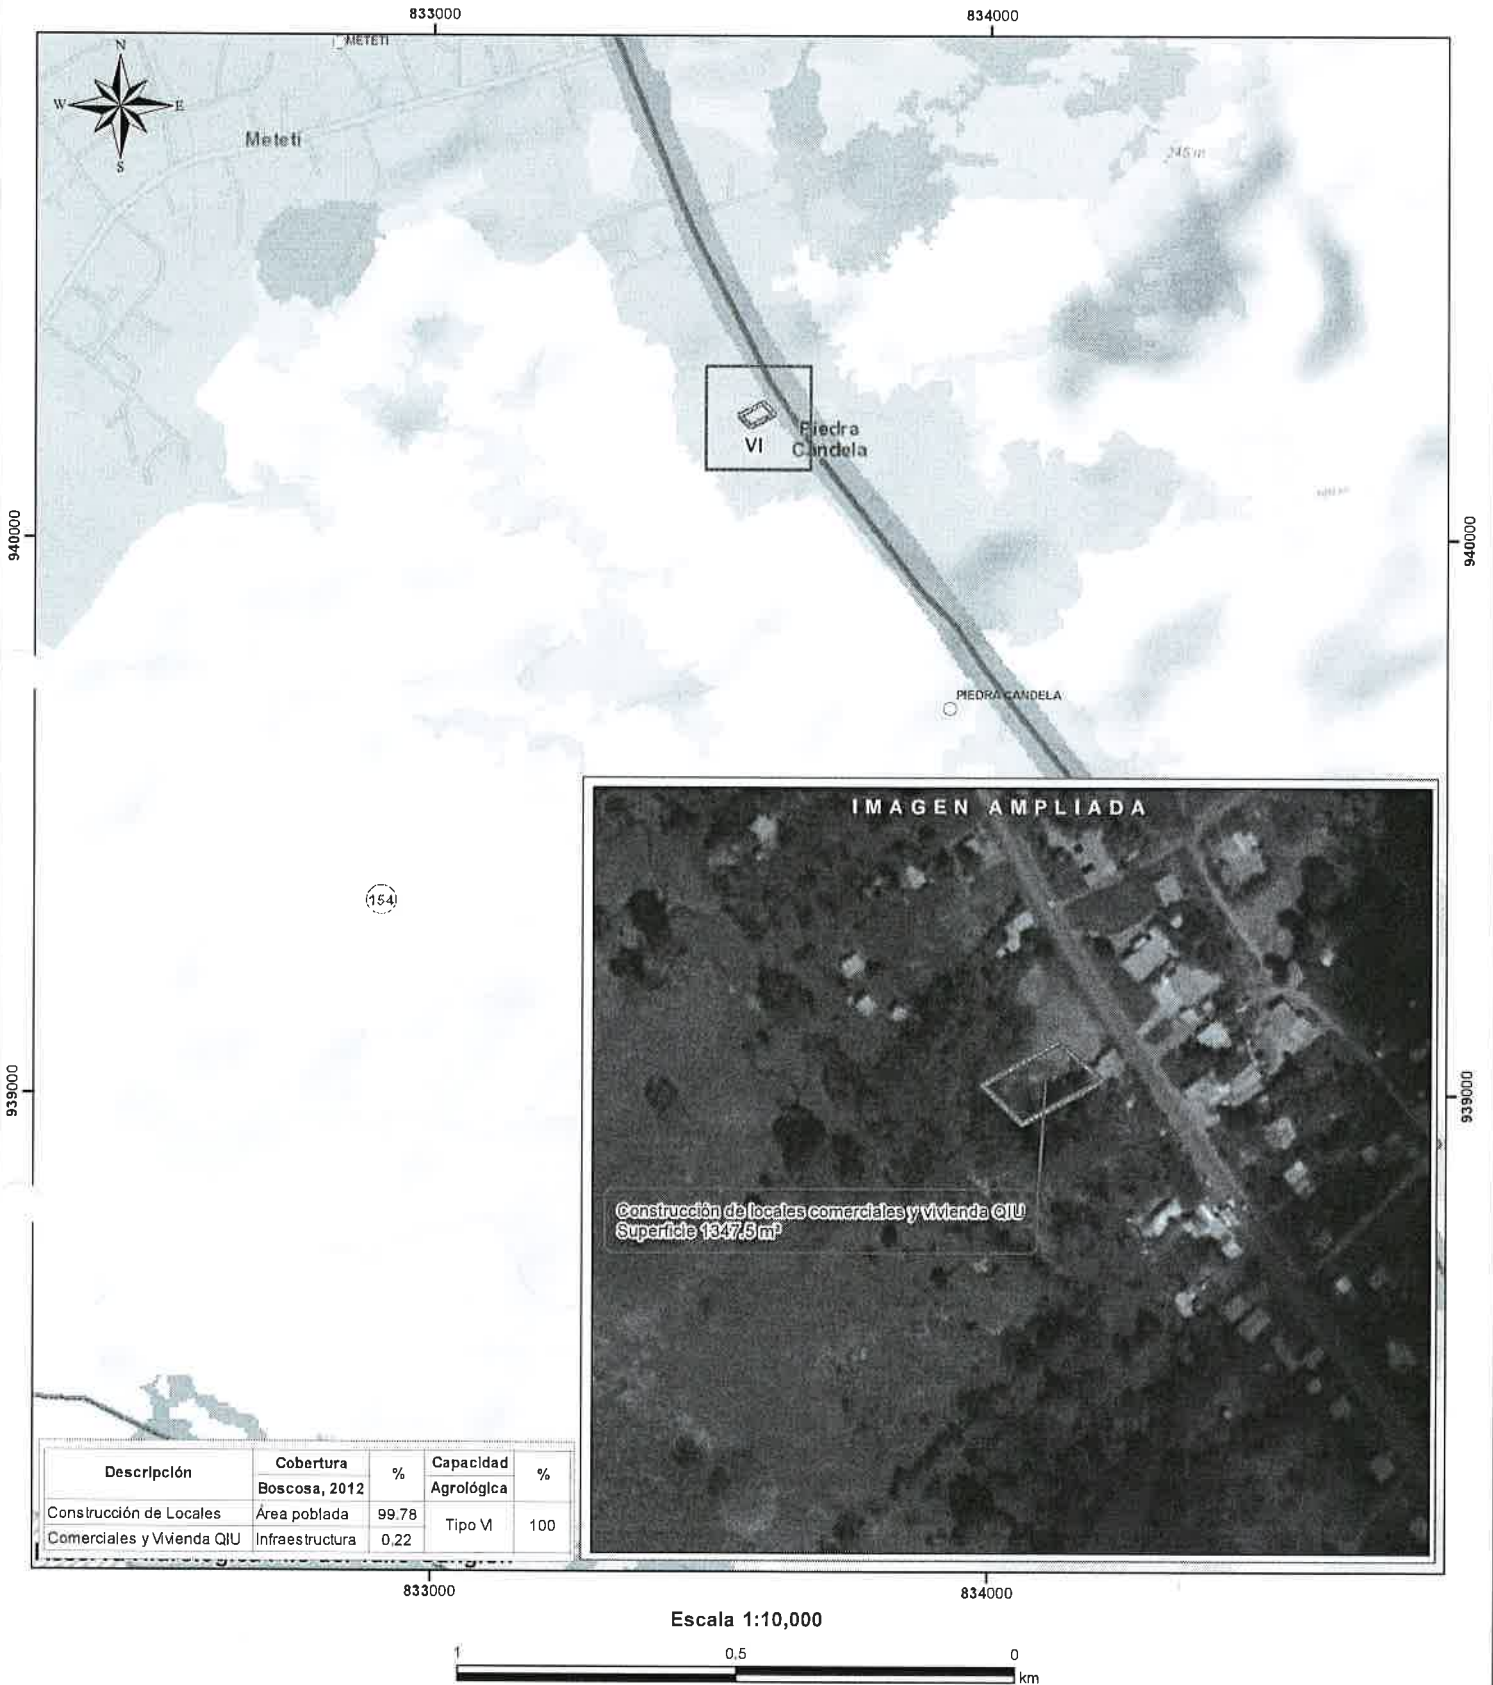 833000
834000
METETI
N
W
E
S
Meteti
245 m
Piedra
Candela
VI
940000
940000
PIEDRA CANDELA
IMAGEN AMPLIADA
154
939000
939000
Construcción de locales comerciales y vivienda QIU
Superficie 1347.5 m²
Descripción
Cobertura
Boscosa, 2012
%
Capacidad
Agrológica
%
Construcción de Locales
Comerciales y Vivienda QIU
Área poblada
99.78
Infraestructura
0,22
Tipo VI
100
833000
834000
Escala 1:10,000
1
0,5
0
km